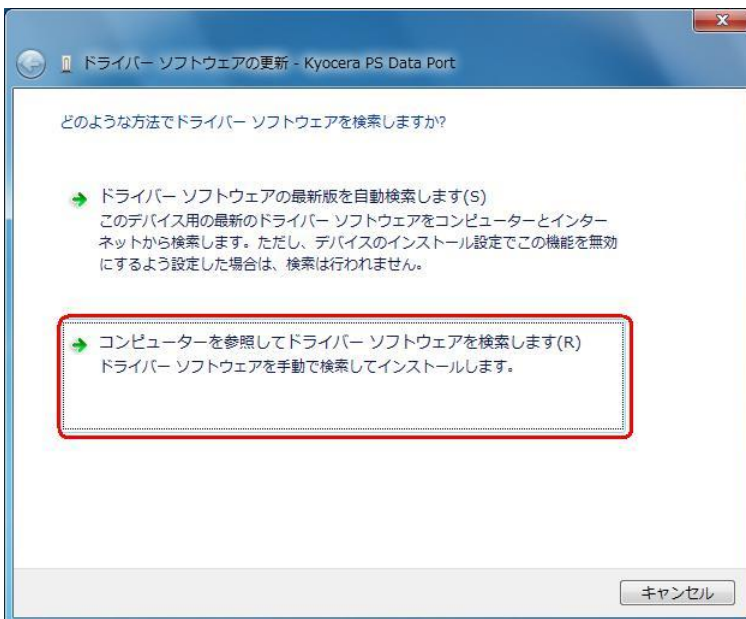 ドライバー ソフトウェアの更新 - Kyocera PS Data Port
どのような方法でドライバー ソフトウェアを検索しますか?
ドライバー ソフトウェアの最新版を自動検索します(S)
このデバイス用の最新のドライバー ソフトウェアをコンピューターとインター
ネットから検索します。ただし、デバイスのインストール設定でこの機能を無効
にするよう設定した場合は、検索は行われません。
コンピューターを参照してドライバー ソフトウェアを検索します(R)
ドライバー ソフトウェアを手動で検索してインストールします。
キャンセル